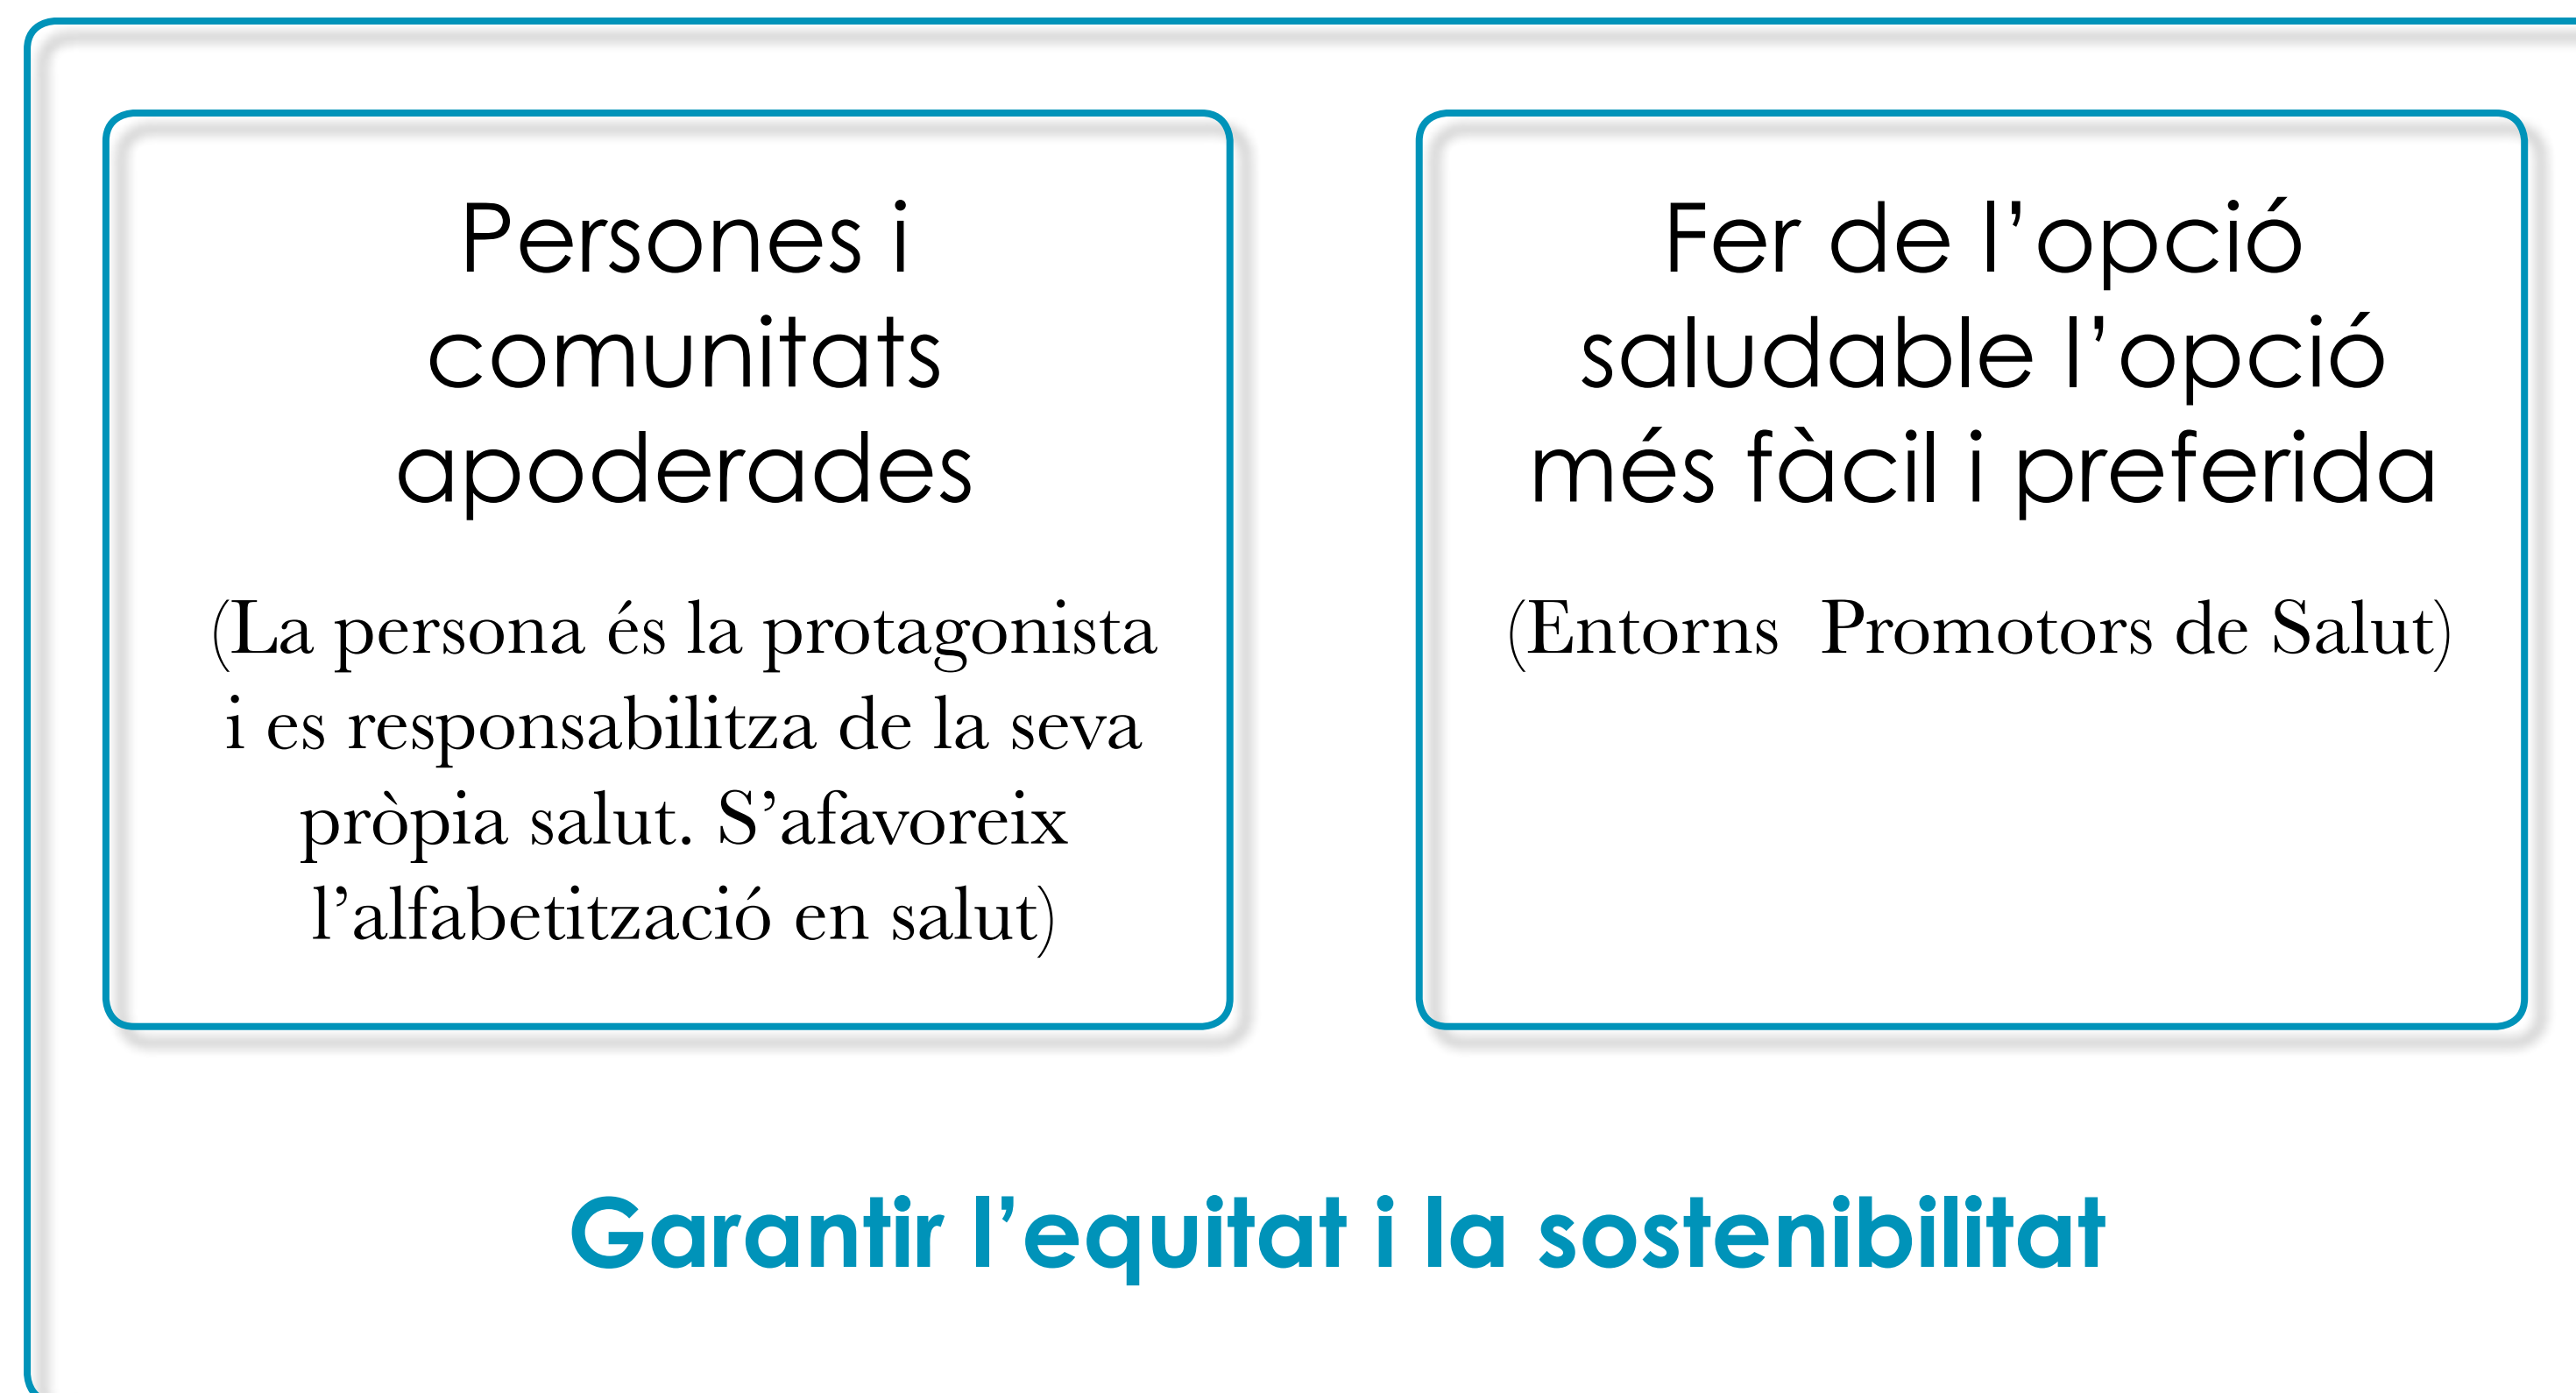 Persones i
comunitats
apoderades
(La persona és la protagonista
i es responsabilitza de la seva
pròpia salut. S’afavoreix
l’alfabetització en salut)
Fer de l’opció
saludable l’opció
més fàcil i preferida
(Entorns  Promotors de Salut)
Garantir l’equitat i la sostenibilitat